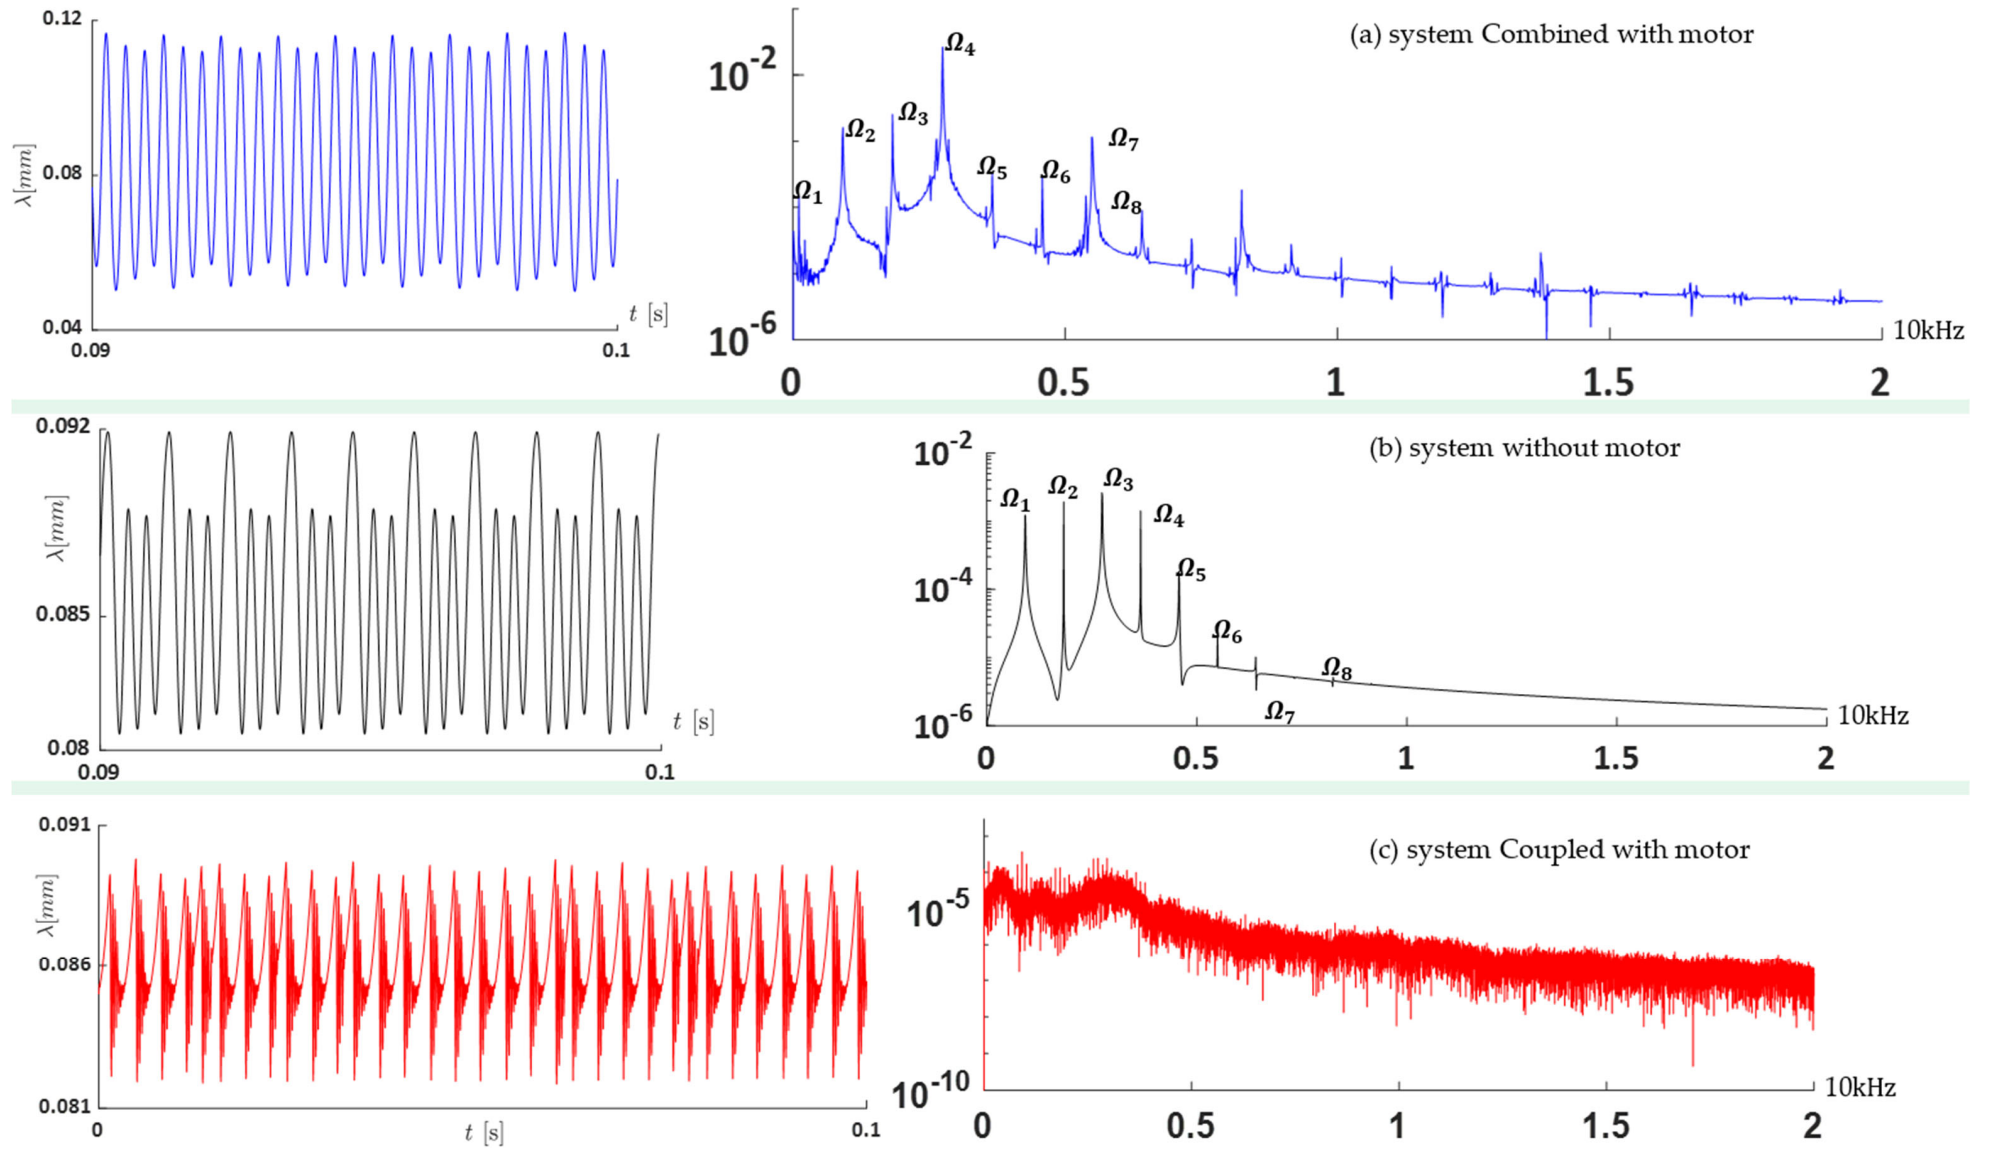 0.12
0.08
0.04
λ[mm]
0.09
0.1
t [s]
(a) system Combined with motor
10-2
10-6
Ω1
Ω2
Ω3
Ω4
Ω5
Ω6
Ω7
Ω8
10kHz
0
0.5
1
1.5
2
0.092
0.085
0.08
λ[mm]
0.09
0.1
t [s]
(b) system without motor
10-2
10-4
10-6
Ω1
Ω2
Ω3
Ω4
Ω5
Ω6
Ω7
Ω8
10kHz
0
0.5
1
1.5
2
0.091
0.086
0.081
λ[mm]
0
t [s]
0.1
(c) system Coupled with motor
10-5
10-10
10kHz
0
0.5
1
1.5
2